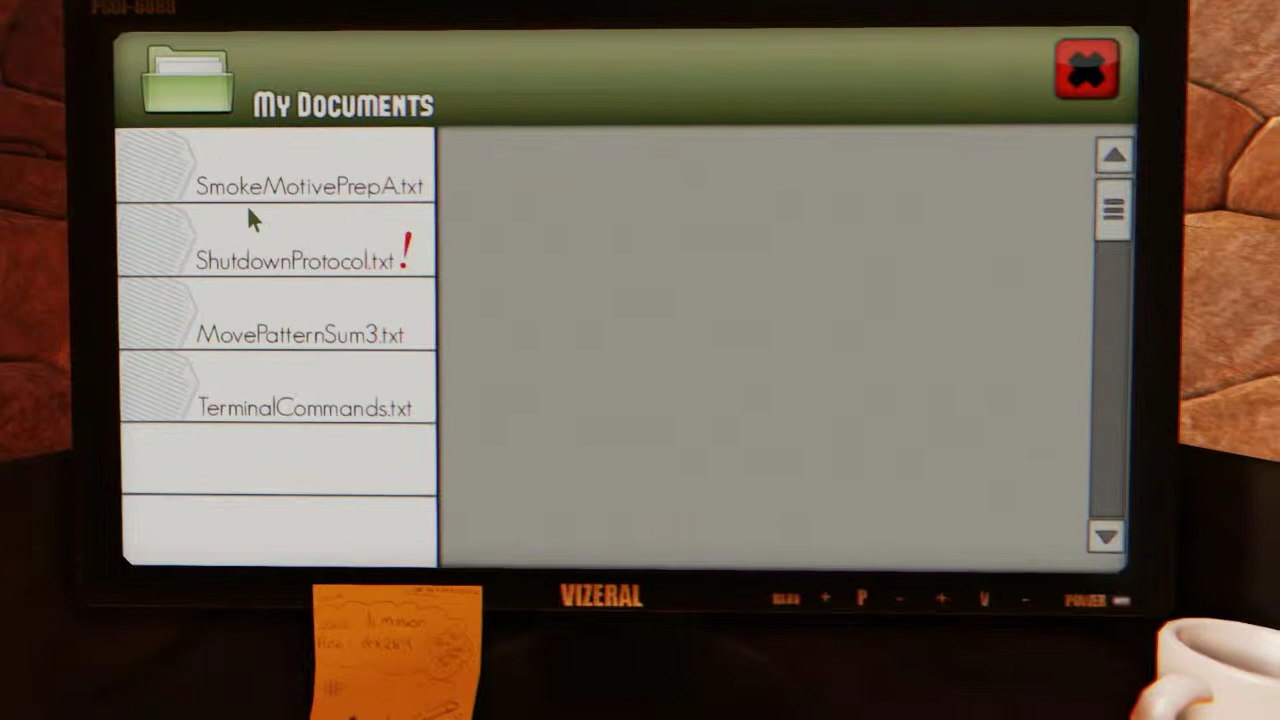 My Documents
SmokeMotivePrepA.txt
ShutdownProtocol.txt !
MovePatternSum3.txt
TerminalCommands.txt
VIZERAL
+ P - + V -
POWER